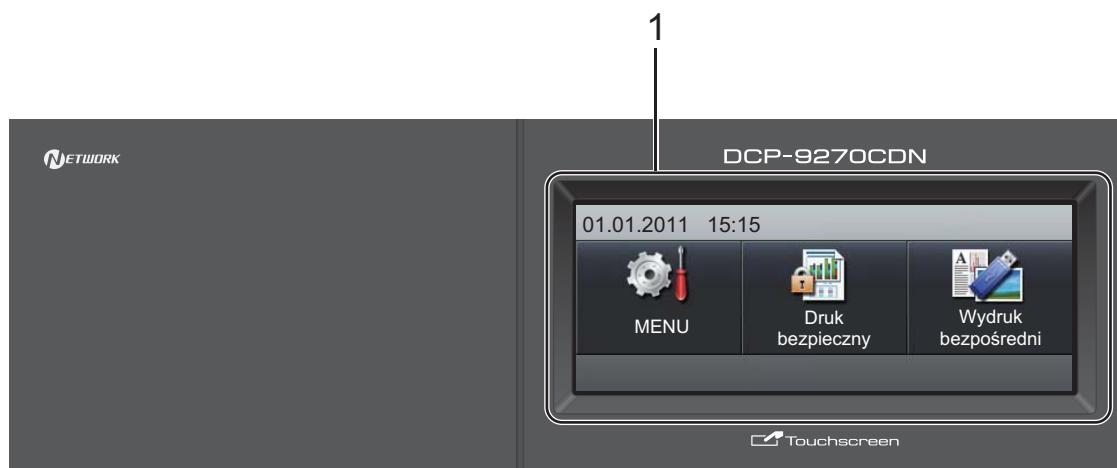 1
NETWORK
DCP-9270CDN
01.01.2011 15:15
MENU
Druk
bezpieczny
Wydruk
bezpośredni
Touchscreen